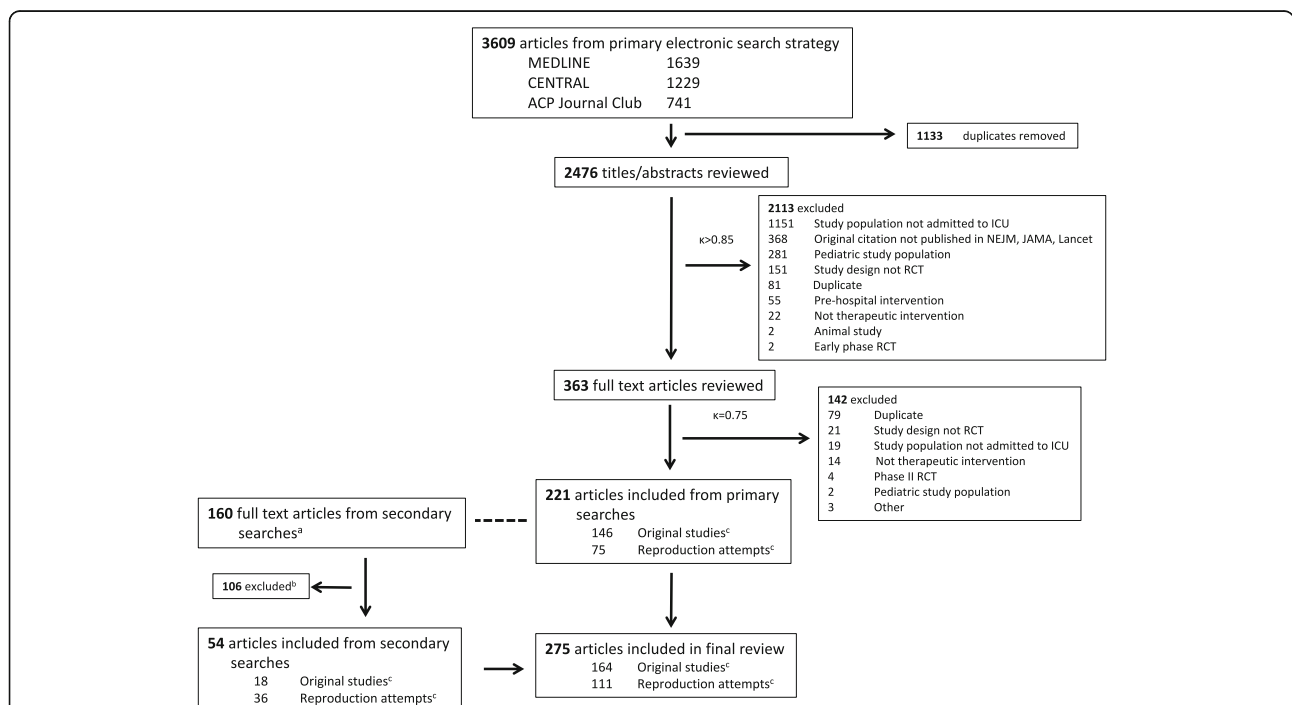 3609 articles from primary electronic search strategy
MEDLINE 1639
CENTRAL 1229
ACP Journal Club 741
1133 duplicates removed
2476 titles/abstracts reviewed
κ>0.85
2113 excluded
1151 Study population not admitted to ICU
368 Original citation not published in NEJM, JAMA, Lancet
281 Pediatric study population
151 Study design not RCT
81 Duplicate
55 Pre-hospital intervention
22 Not therapeutic intervention
2 Animal study
2 Early phase RCT
363 full text articles reviewed
κ=0.75
142 excluded
79 Duplicate
21 Study design not RCT
19 Study population not admitted to ICU
14 Not therapeutic intervention
4 Phase II RCT
2 Pediatric study population
3 Other
221 articles included from primary
searches
146 Original studiesᶜ
75 Reproduction attemptsᶜ
160 full text articles from secondary
searchesᵃ
106 excludedᵇ
54 articles included from secondary
searches
18 Original studiesᶜ
36 Reproduction attemptsᶜ
275 articles included in final review
164 Original studiesᶜ
111 Reproduction attemptsᶜ